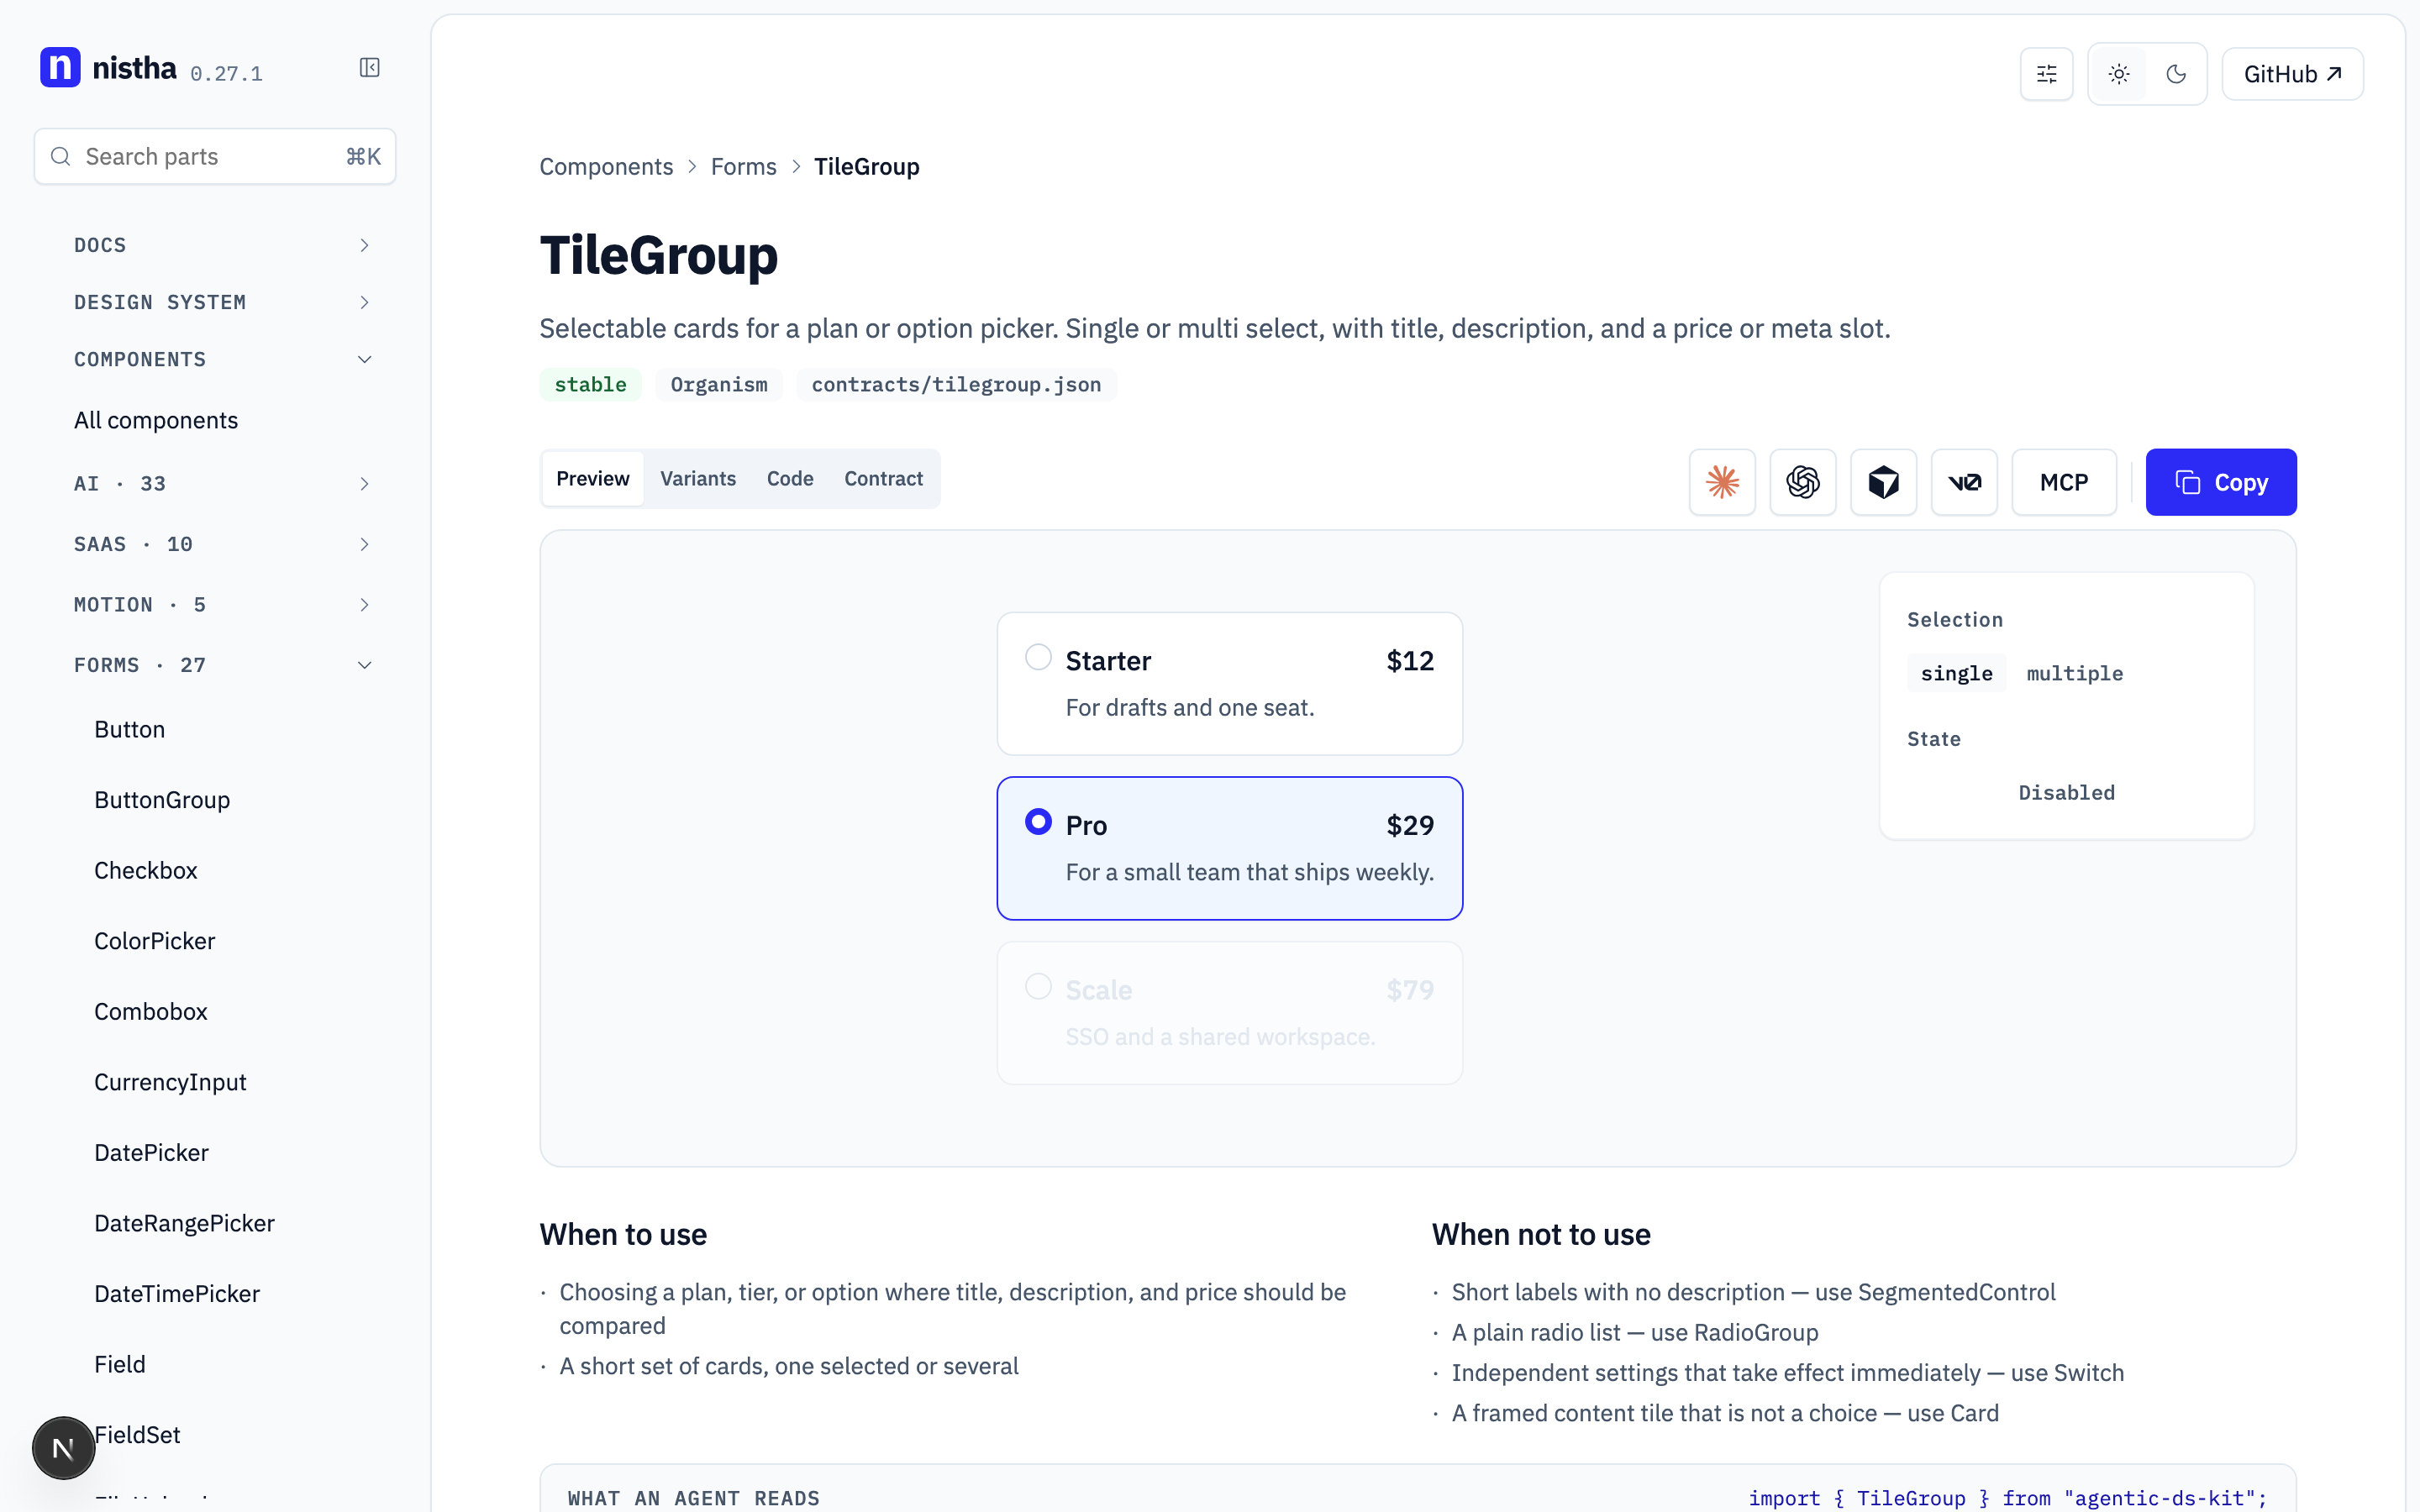 nistha 0.27.1
Search parts ⌘K
DOCS
DESIGN SYSTEM
COMPONENTS
All components
AI · 33
SAAS · 10
MOTION · 5
FORMS · 27
Button
ButtonGroup
Checkbox
ColorPicker
Combobox
CurrencyInput
DatePicker
DateRangePicker
DateTimePicker
Field
FieldSet
GitHub
Components > Forms > TileGroup
TileGroup
Selectable cards for a plan or option picker. Single or multi select, with title, description, and a price or meta slot.
stable Organism contracts/tilegroup.json
Preview Variants Code Contract
v0 MCP Copy
Starter $12
For drafts and one seat.
Pro $29
For a small team that ships weekly.
Scale $79
SSO and a shared workspace.
Selection
single multiple
State
Disabled
When to use
· Choosing a plan, tier, or option where title, description, and price should be
compared
· A short set of cards, one selected or several
When not to use
· Short labels with no description — use SegmentedControl
· A plain radio list — use RadioGroup
· Independent settings that take effect immediately — use Switch
· A framed content tile that is not a choice — use Card
WHAT AN AGENT READS import { TileGroup } from "agentic-ds-kit";